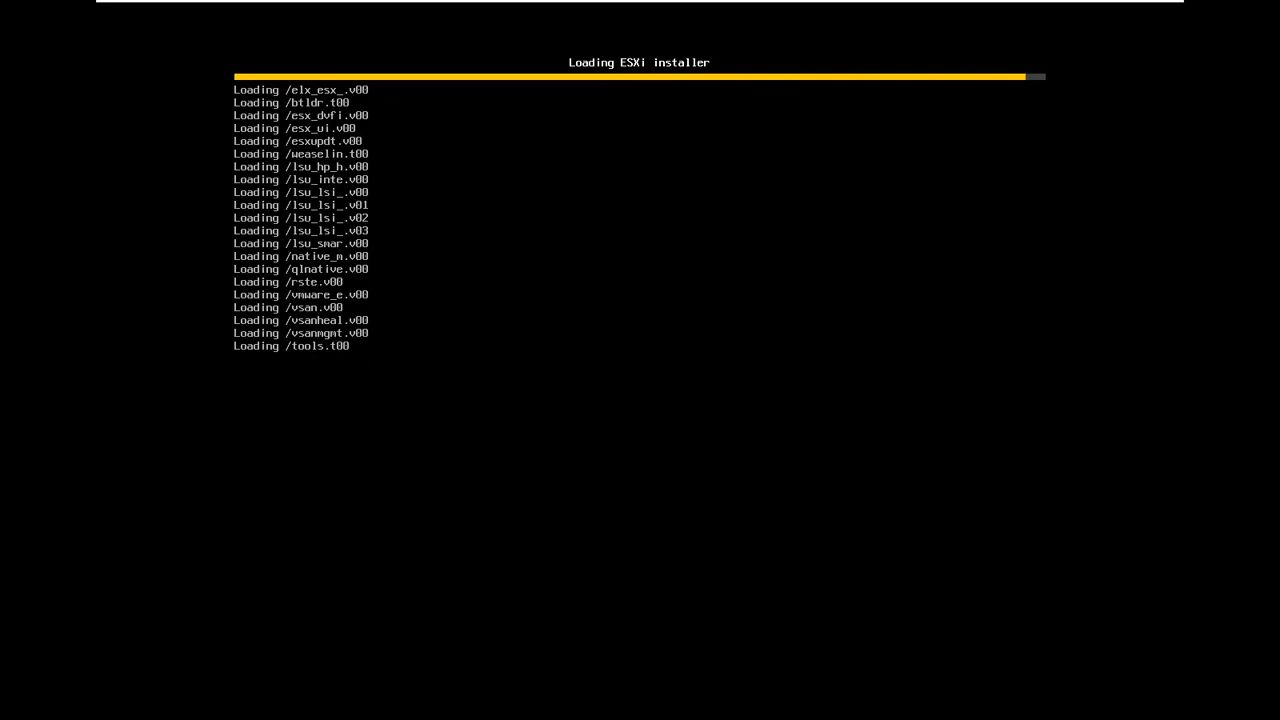 Loading ESXi installer
Loading /elx_esx_.v00
Loading /btldr.t00
Loading /esx_dvfi.v00
Loading /esx_ui.v00
Loading /esxupdt.v00
Loading /weaselin.t00
Loading /lsu_hp_h.v00
Loading /lsu_inte.v00
Loading /lsu_lsi_.v00
Loading /lsu_lsi_.v01
Loading /lsu_lsi_.v02
Loading /lsu_lsi_.v03
Loading /lsu_smar.v00
Loading /native_m.v00
Loading /qlnative.v00
Loading /rste.v00
Loading /vmware_e.v00
Loading /vsan.v00
Loading /vsanheal.v00
Loading /vsanmgmt.v00
Loading /tools.t00